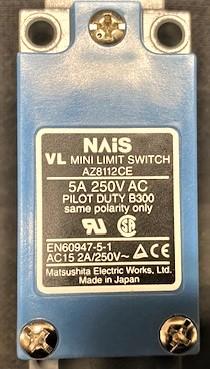 NAiS
VL MINI LIMIT SWITCH
AZ8112CE
5A 250V AC
PILOT DUTY B300
same polarity only
EN60947-5-1
AC15 2A/250V~ CE
Matsushita Electric Works, Ltd.
Made in Japan